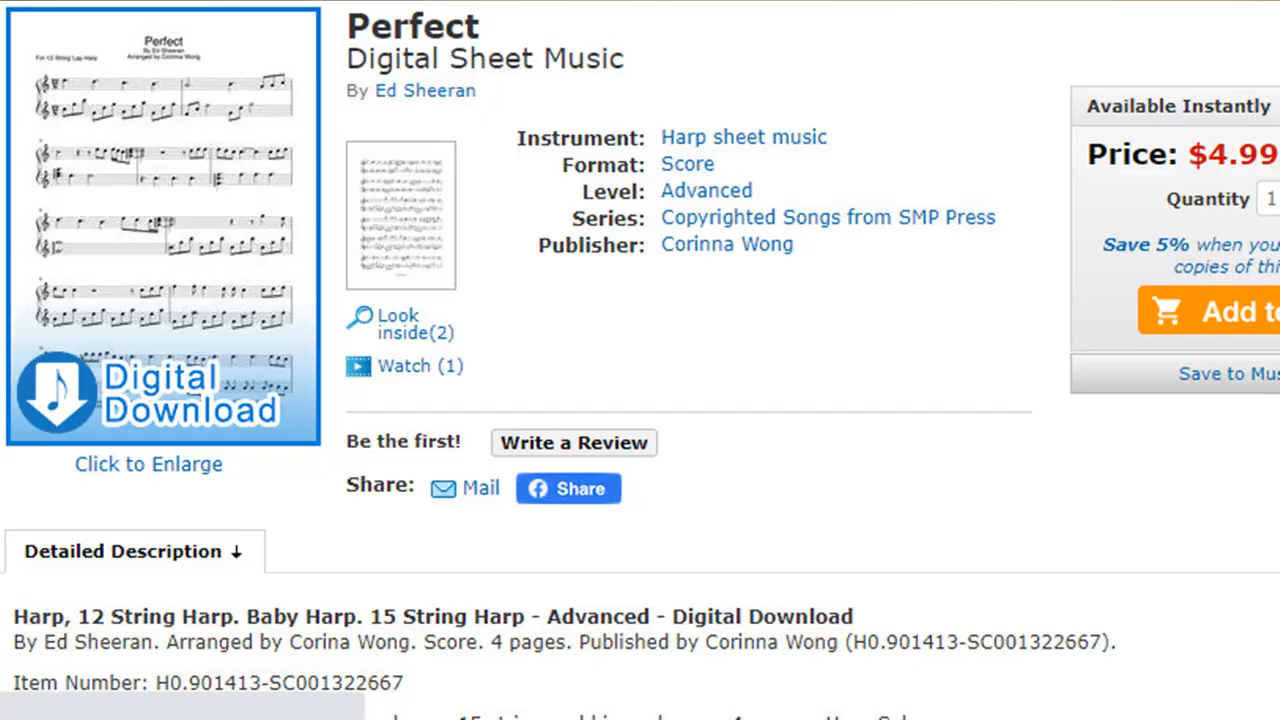 Perfect
By Ed Sheeran
Arranged by Corinna Wong
For 12 String Lap Harp
Digital
Download
Click to Enlarge
Perfect
Digital Sheet Music
By Ed Sheeran
Instrument: Harp sheet music
Format: Score
Level: Advanced
Series: Copyrighted Songs from SMP Press
Publisher: Corinna Wong
Look
inside(2)
Watch (1)
Be the first! Write a Review
Share: Mail Share
Available Instantly
Price: $4.99
Quantity 1
Save 5% when you
copies of thi
Add to
Save to Mus
Detailed Description ↓
Harp, 12 String Harp. Baby Harp. 15 String Harp - Advanced - Digital Download
By Ed Sheeran. Arranged by Corina Wong. Score. 4 pages. Published by Corinna Wong (H0.901413-SC001322667).
Item Number: H0.901413-SC001322667